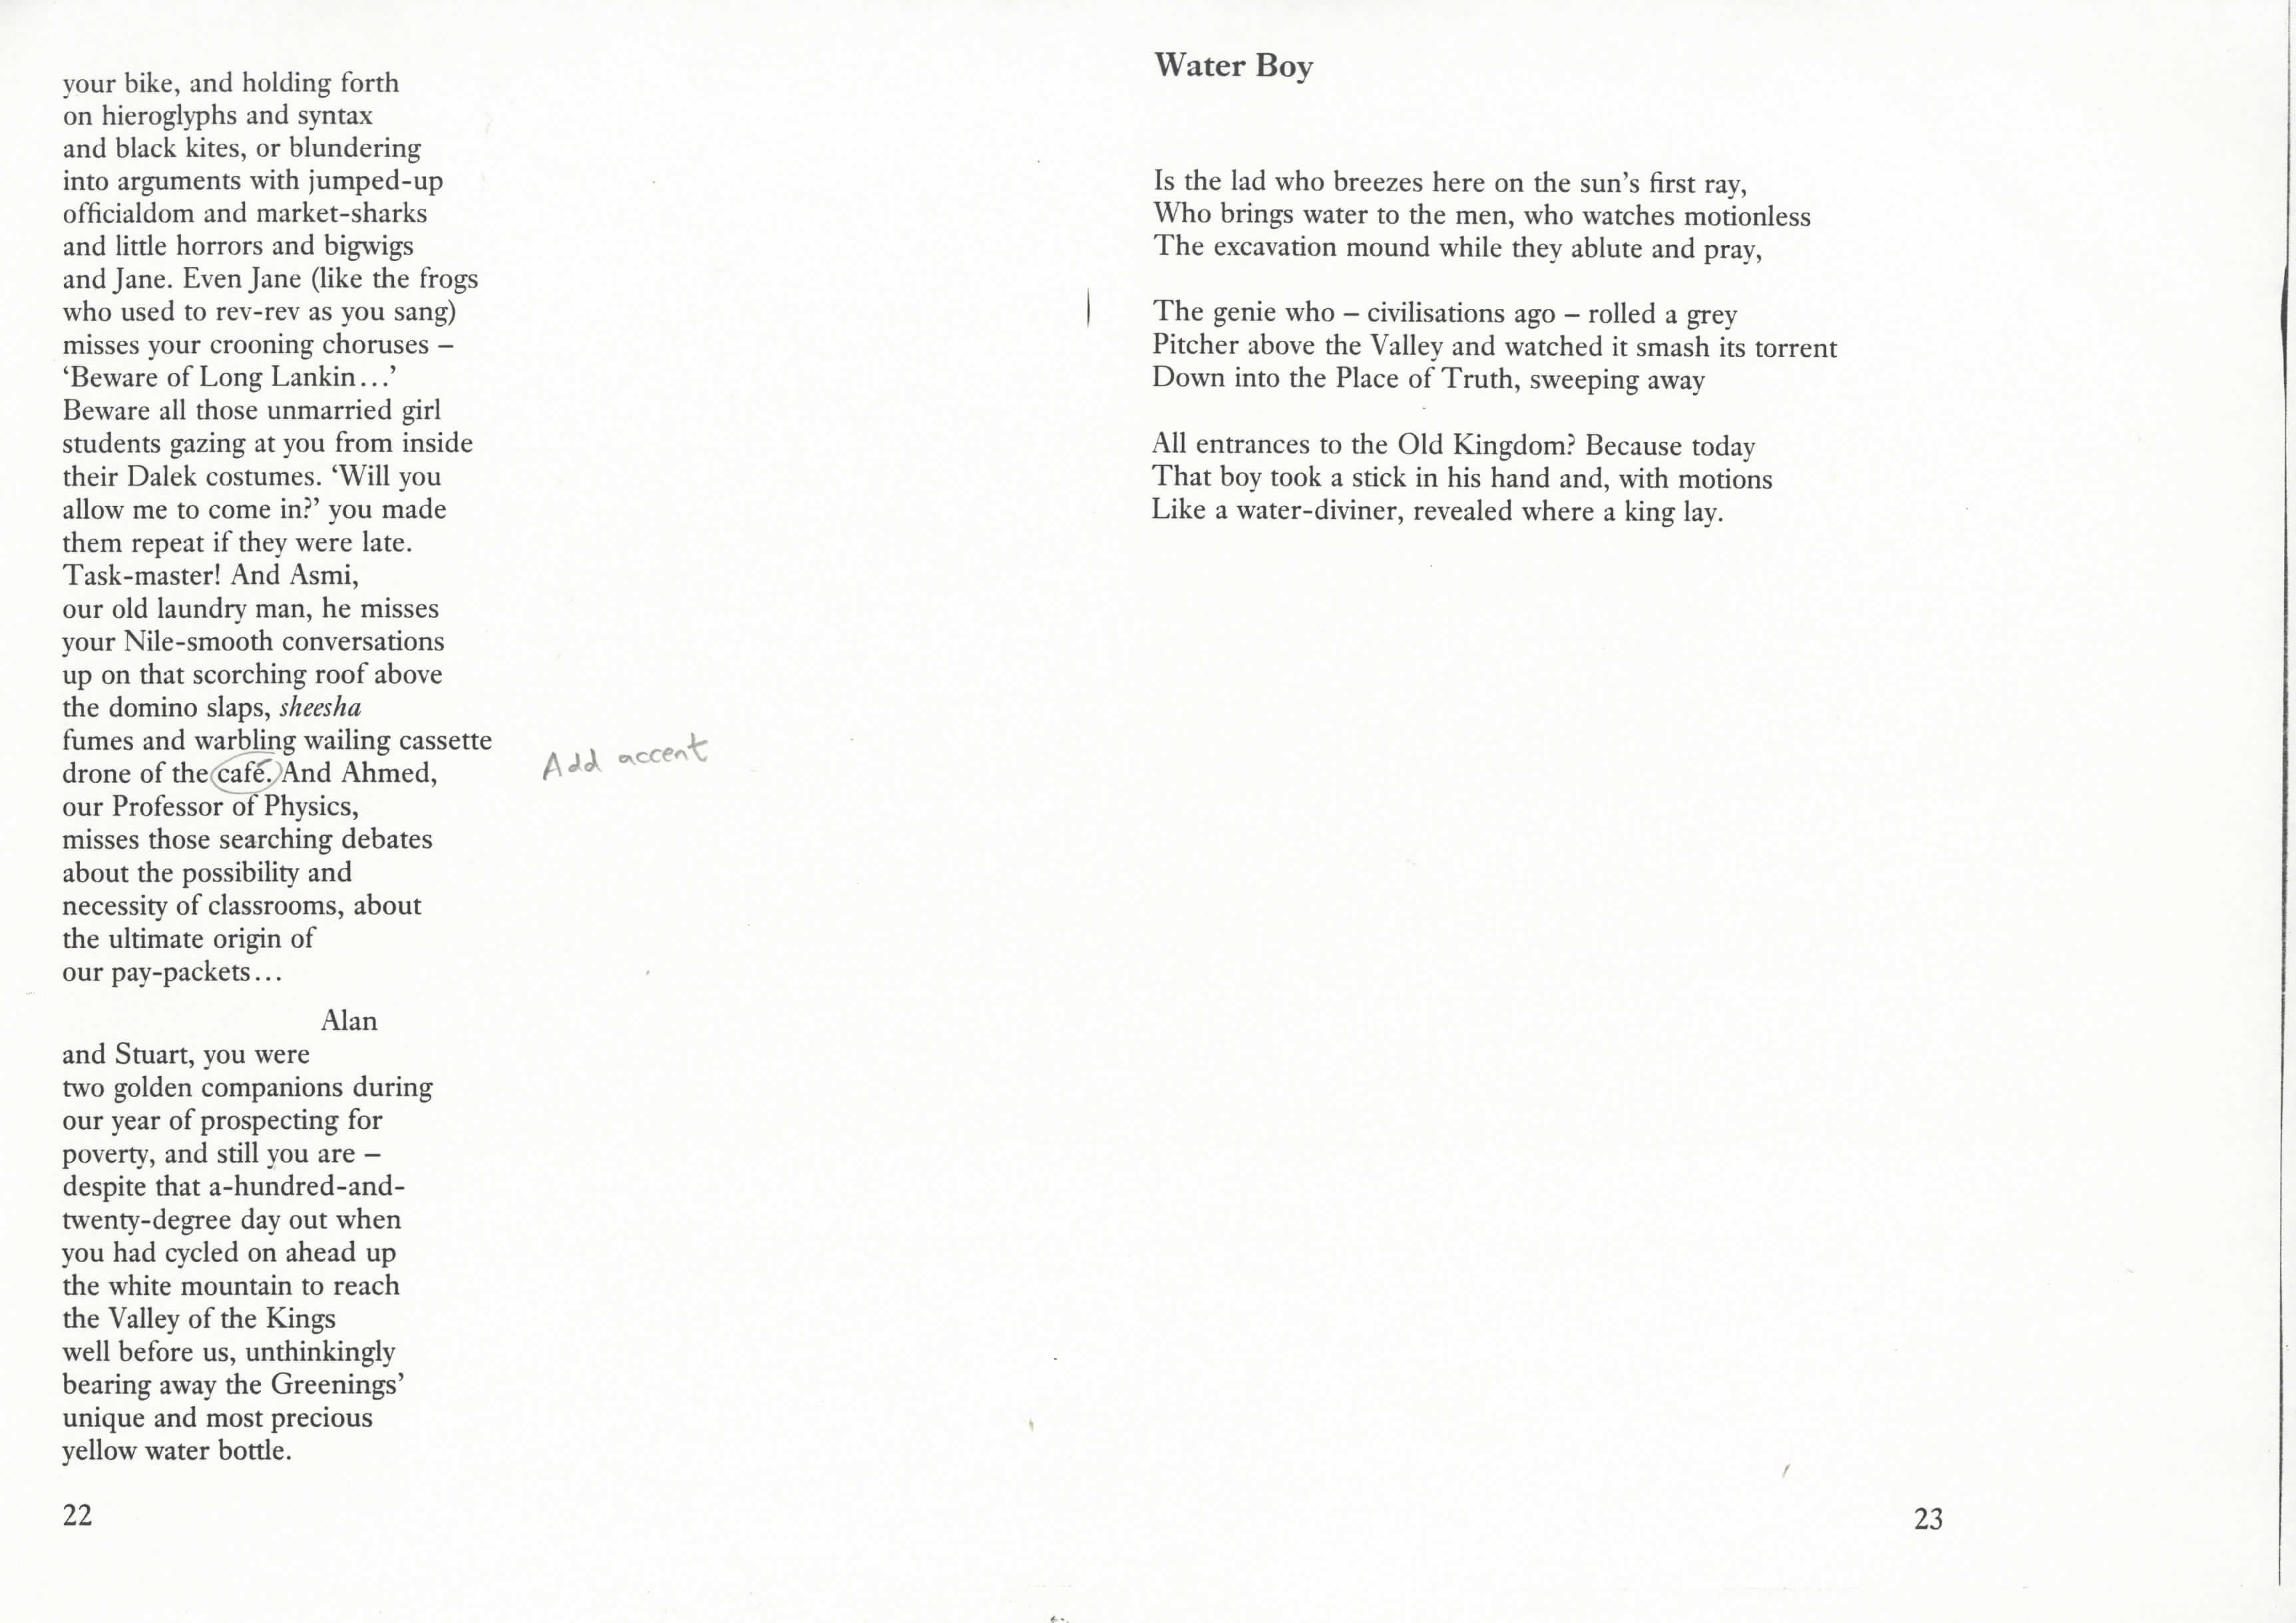 your bike, and holding forth
on hieroglyphs and syntax
and black kites, or blundering
into arguments with jumped-up
officialdom and market-sharks
and little horrors and bigwigs
and Jane. Even Jane (like the frogs
who used to rev-rev as you sang)
misses your crooning choruses –
‘Beware of Long Lankin...’
Beware all those unmarried girl
students gazing at you from inside
their Dalek costumes. ‘Will you
allow me to come in?’ you made
them repeat if they were late.
Task-master! And Asmi,
our old laundry man, he misses
your Nile-smooth conversations
up on that scorching roof above
the domino slaps, sheesha
fumes and warbling wailing cassette
drone of the café. And Ahmed,
Add accent
our Professor of Physics,
misses those searching debates
about the possibility and
necessity of classrooms, about
the ultimate origin of
our pay-packets...
Alan
and Stuart, you were
two golden companions during
our year of prospecting for
poverty, and still you are –
despite that a-hundred-and-
twenty-degree day out when
you had cycled on ahead up
the white mountain to reach
the Valley of the Kings
well before us, unthinkingly
bearing away the Greenings’
unique and most precious
yellow water bottle.
22
Water Boy
Is the lad who breezes here on the sun’s first ray,
Who brings water to the men, who watches motionless
The excavation mound while they ablute and pray,
The genie who – civilisations ago – rolled a grey
Pitcher above the Valley and watched it smash its torrent
Down into the Place of Truth, sweeping away
All entrances to the Old Kingdom? Because today
That boy took a stick in his hand and, with motions
Like a water-diviner, revealed where a king lay.
23